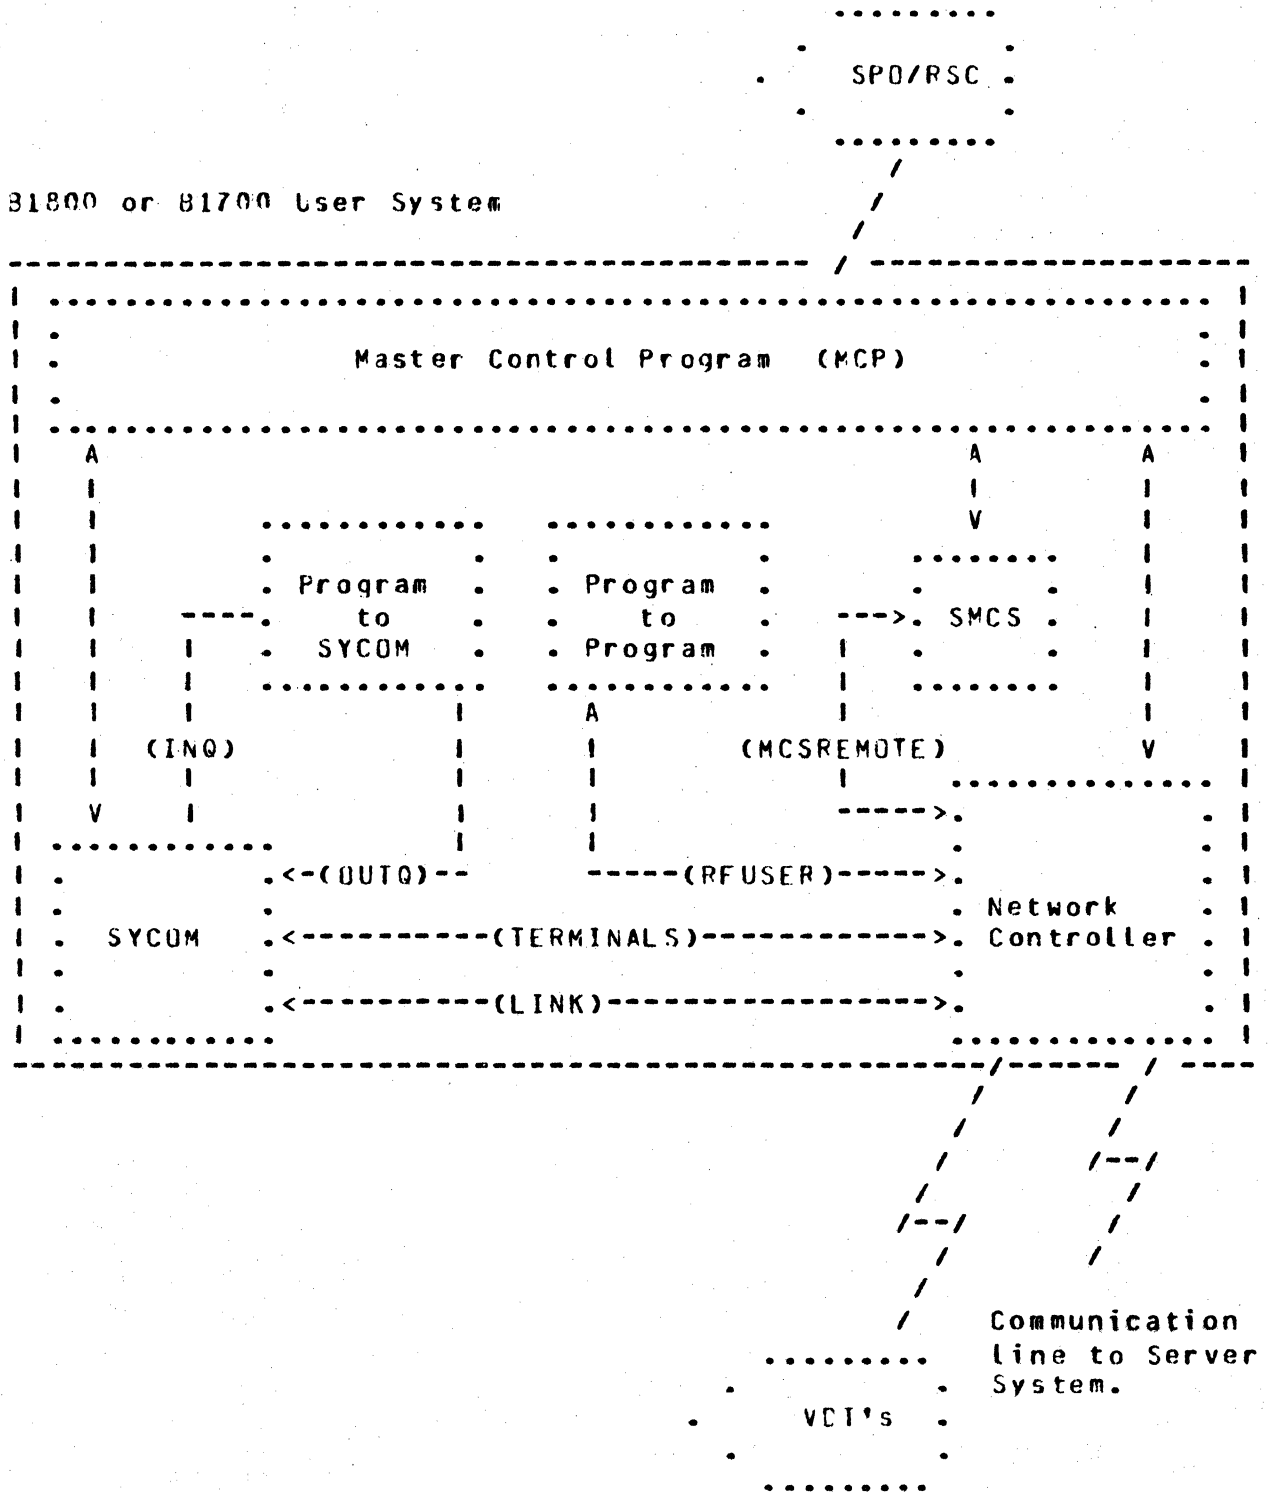 SPO/RSC
B1800 or B1700 User System
Master Control Program (MCP)
Program
to
SYCOM
Program
to
Program
SMCS
(INQ)
(MCSREMOTE)
(OUTQ)
(RFUSER)
Network
Controller
SYCOM
(TERMINALS)
(LINK)
Communication
line to Server
System.
VDT's